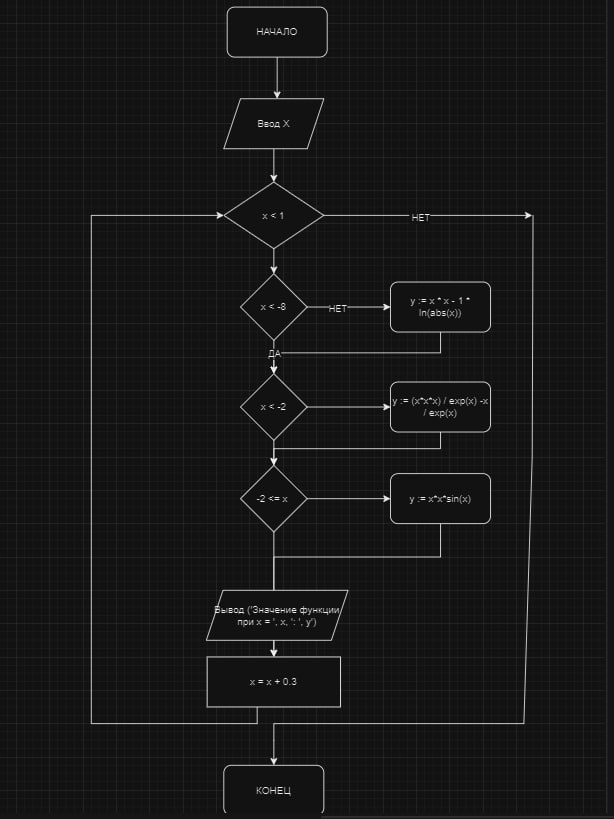 НАЧАЛО
Ввод X
x < 1
НЕТ
x < -8
НЕТ
y := x * x - 1 *
ln(abs(x))
ДА
x < -2
y := (x*x*x) / exp(x) -x
/ exp(x)
-2 <= x
y := x*x*sin(x)
Вывод ('Значение функции
при x = ', x, ': ', y')
x = x + 0.3
КОНЕЦ